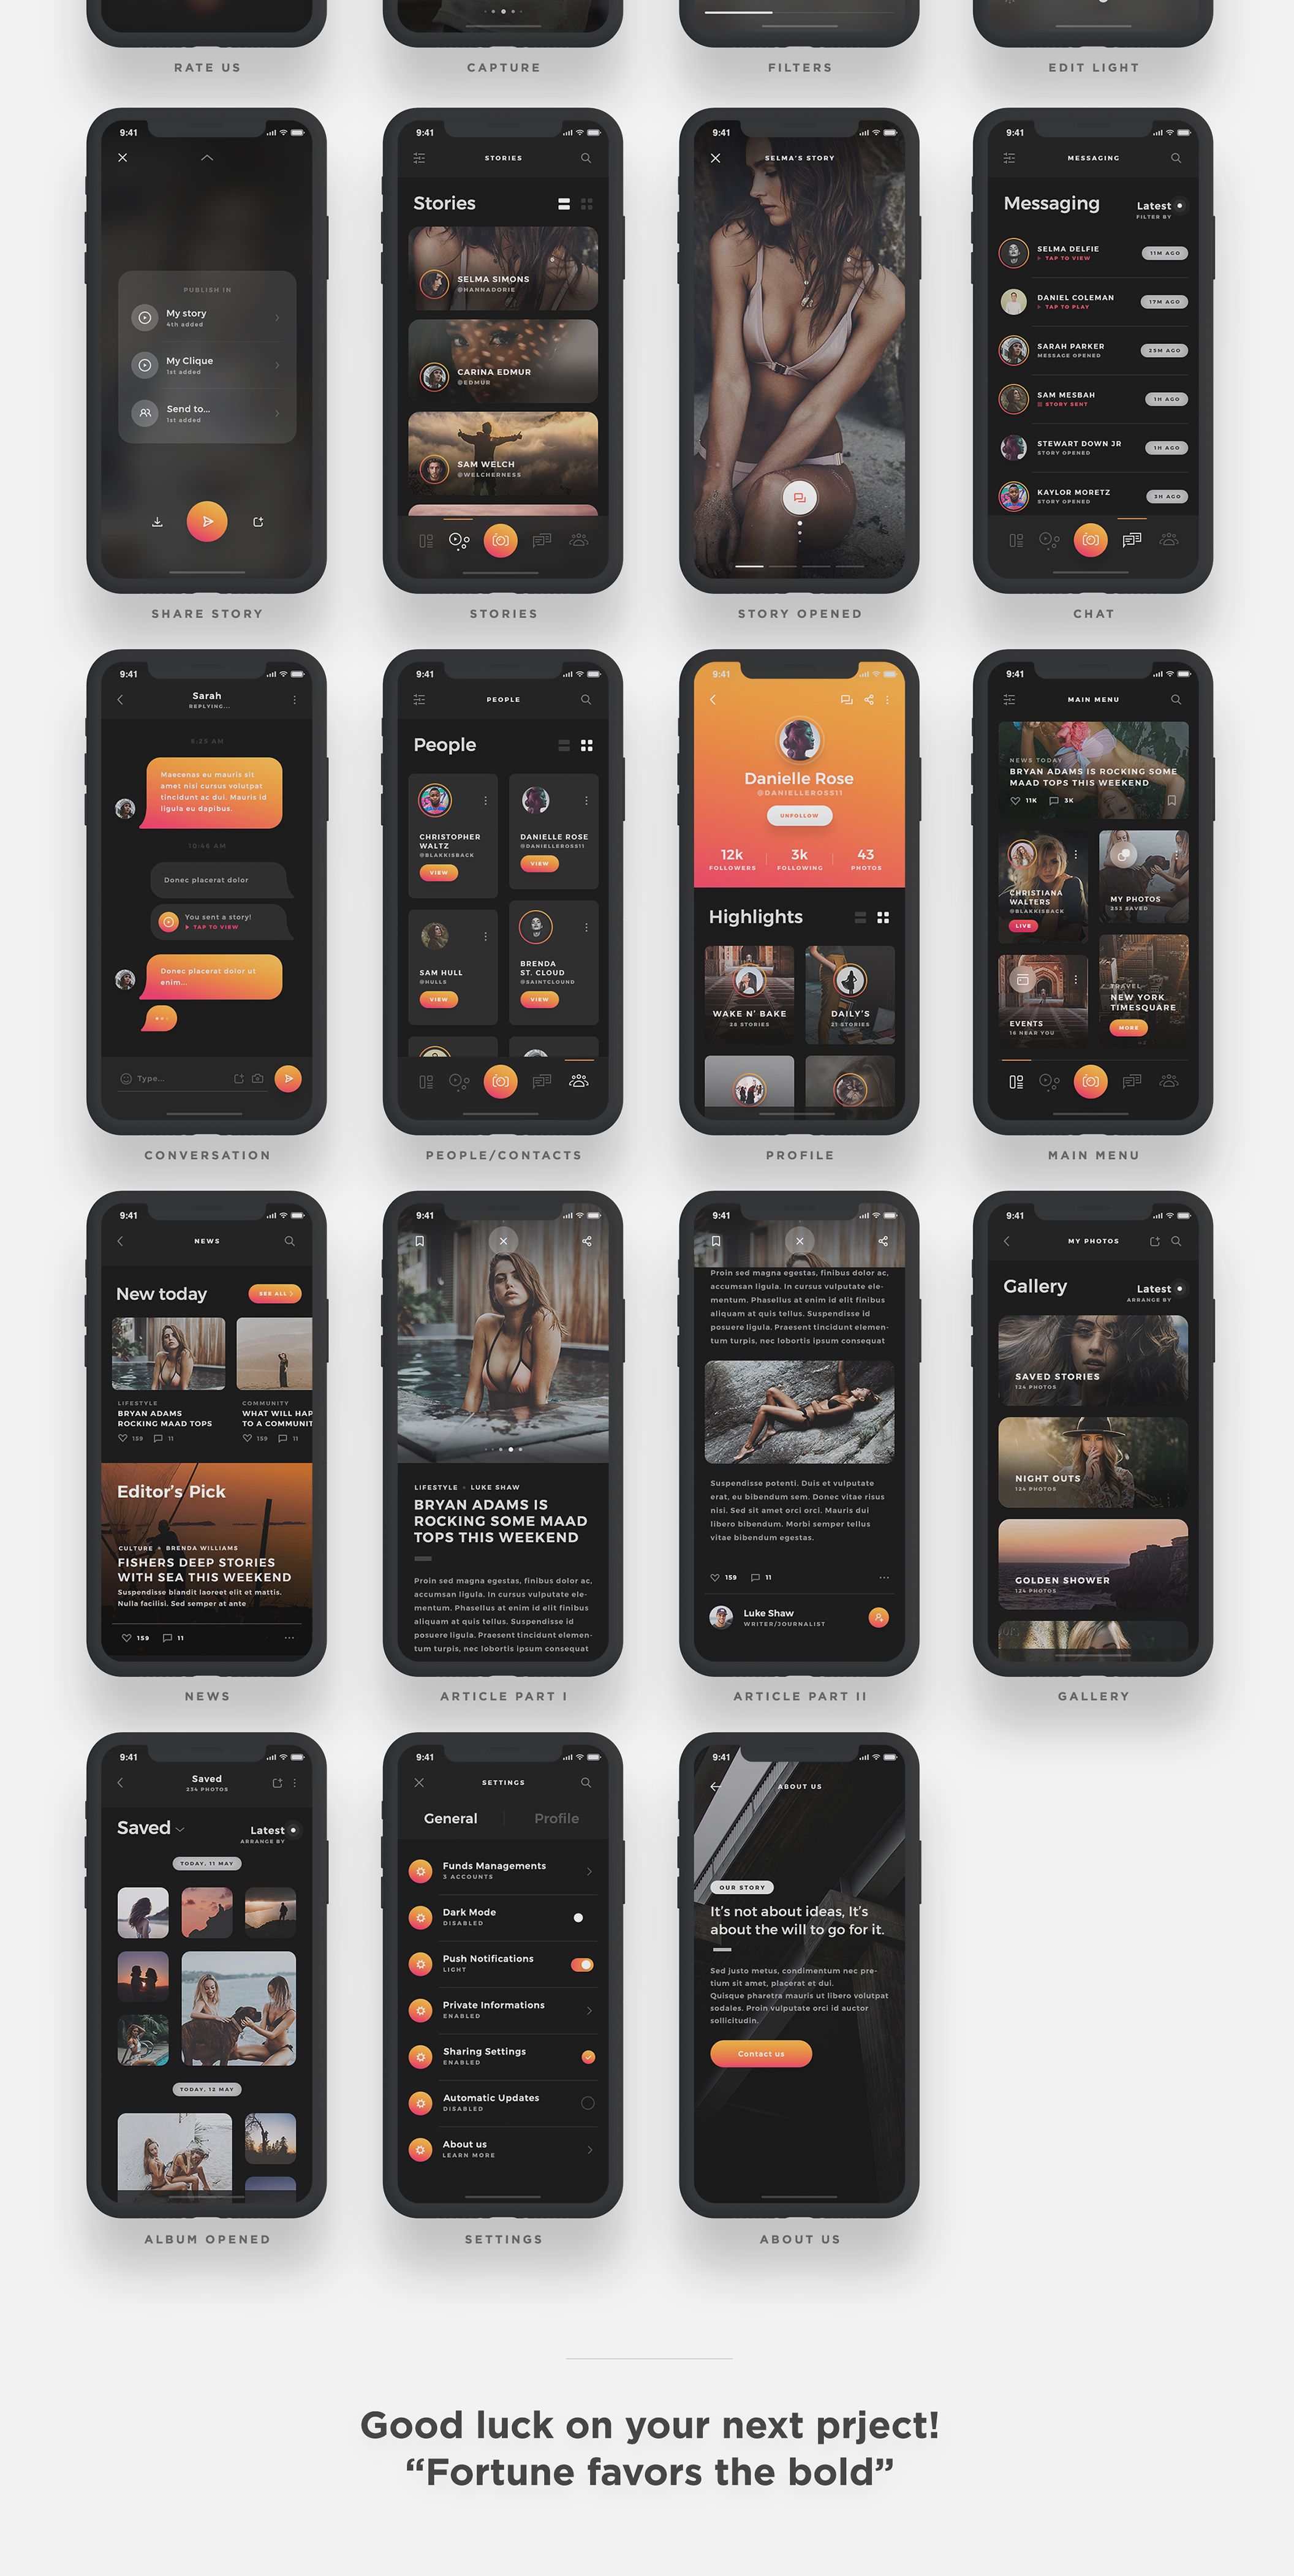 RATE US
CAPTURE
FILTERS
EDIT LIGHT
9:41
PUBLISH IN
My story
4th added
My Clique
1st added
Send to...
1st added
SHARE STORY
9:41
STORIES
Stories
SELMA SIMONS
@HANNADORIE
CARINA EDMUR
@EDMUR
SAM WELCH
@WELCHERNESS
STORIES
9:41
SELMA'S STORY
STORY OPENED
9:41
MESSAGING
Messaging
Latest
FILTER BY
SELMA DELFIE
TAP TO VIEW
11M AGO
DANIEL COLEMAN
TAP TO PLAY
17M AGO
SARAH PARKER
MESSAGE OPENED
25M AGO
SAM MESBAH
STORY SENT
1H AGO
STEWART DOWN JR
STORY OPENED
1H AGO
KAYLOR MORETZ
STORY OPENED
3H AGO
CHAT
9:41
Sarah
REPLYING...
8:25 AM
Maecenas eu mauris sit
amet nisi cursus volutpat
tincidunt ac dui. Mauris id
ligula eu dapibus.
10:46 AM
Donec placerat dolor
You sent a story!
TAP TO VIEW
Donec placerat dolor ut
enim...
Type...
CONVERSATION
9:41
PEOPLE
People
CHRISTOPHER
WALTZ
@BLAKKISBACK
VIEW
DANIELLE ROSE
@DANIELLEROSS11
VIEW
SAM HULL
@HULLS
VIEW
BRENDA
ST. CLOUD
@SAINTCLOUND
VIEW
PEOPLE/CONTACTS
9:41
Danielle Rose
@DANIELLEROSS11
UNFOLLOW
12k
FOLLOWERS
3k
FOLLOWING
43
PHOTOS
Highlights
WAKE N' BAKE
28 STORIES
DAILY'S
21 STORIES
PROFILE
9:41
MAIN MENU
NEWS TODAY
BRYAN ADAMS IS ROCKING SOME
MAAD TOPS THIS WEEKEND
11K
3K
CHRISTIANA
WALTERS
@BLAKKISBACK
LIVE
MY PHOTOS
353 SAVED
EVENTS
16 NEAR YOU
TRAVEL
NEW YORK
TIMESQUARE
MORE
MAIN MENU
9:41
NEWS
New today
SEE ALL
LIFESTYLE
BRYAN ADAMS
ROCKING MAAD TOPS
159
11
COMMUNITY
WHAT WILL HAP
TO A COMMUNIT
159
11
Editor's Pick
CULTURE
BRENDA WILLIAMS
FISHERS DEEP STORIES
WITH SEA THIS WEEKEND
Suspendisse blandit laoreet elit et mattis.
Nulla facilisi. Sed semper at ante
159
11
NEWS
9:41
LIFESTYLE
LUKE SHAW
BRYAN ADAMS IS
ROCKING SOME MAAD
TOPS THIS WEEKEND
Proin sed magna egestas, finibus dolor ac,
accumsan ligula. In cursus vulputate ele-
mentum. Phasellus at enim id elit finibus
aliquam at quis tellus. Suspendisse id
posuere ligula. Praesent tincidunt elemen-
tum turpis, nec lobortis ipsum consequat
ARTICLE PART I
9:41
Proin sed magna egestas, finibus dolor ac,
accumsan ligula. In cursus vulputate ele-
mentum. Phasellus at enim id elit finibus
aliquam at quis tellus. Suspendisse id
posuere ligula. Praesent tincidunt elemen-
tum turpis, nec lobortis ipsum consequat
Suspendisse potenti. Duis et vulputate
erat, eu bibendum sem. Donec vitae risus
nisi. Sed sit amet orci orci. Mauris dui
libero bibendum. Morbi semper tellus
vitae bibendum egestas.
159
11
Luke Shaw
WRITER/JOURNALIST
ARTICLE PART II
9:41
MY PHOTOS
Gallery
Latest
ARRANGE BY
SAVED STORIES
124 PHOTOS
NIGHT OUTS
124 PHOTOS
GOLDEN SHOWER
124 PHOTOS
GALLERY
9:41
Saved
234 PHOTOS
Saved
Latest
ARRANGE BY
TODAY, 11 MAY
TODAY, 12 MAY
ALBUM OPENED
9:41
SETTINGS
General
Profile
Funds Managements
3 ACCOUNTS
Dark Mode
DISABLED
Push Notifications
LIGHT
Private Informations
ENABLED
Sharing Settings
ENABLED
Automatic Updates
DISABLED
About us
LEARN MORE
SETTINGS
9:41
ABOUT US
OUR STORY
It's not about ideas, It's
about the will to go for it.
Sed justo metus, condimentum nec pre-
tium sit amet, placerat et dui.
Quisque pharetra mauris ut libero volutpat
sodales. Proin vulputate orci id auctor
sollicitudin.
Contact us
ABOUT US
Good luck on your next prject!
“Fortune favors the bold”